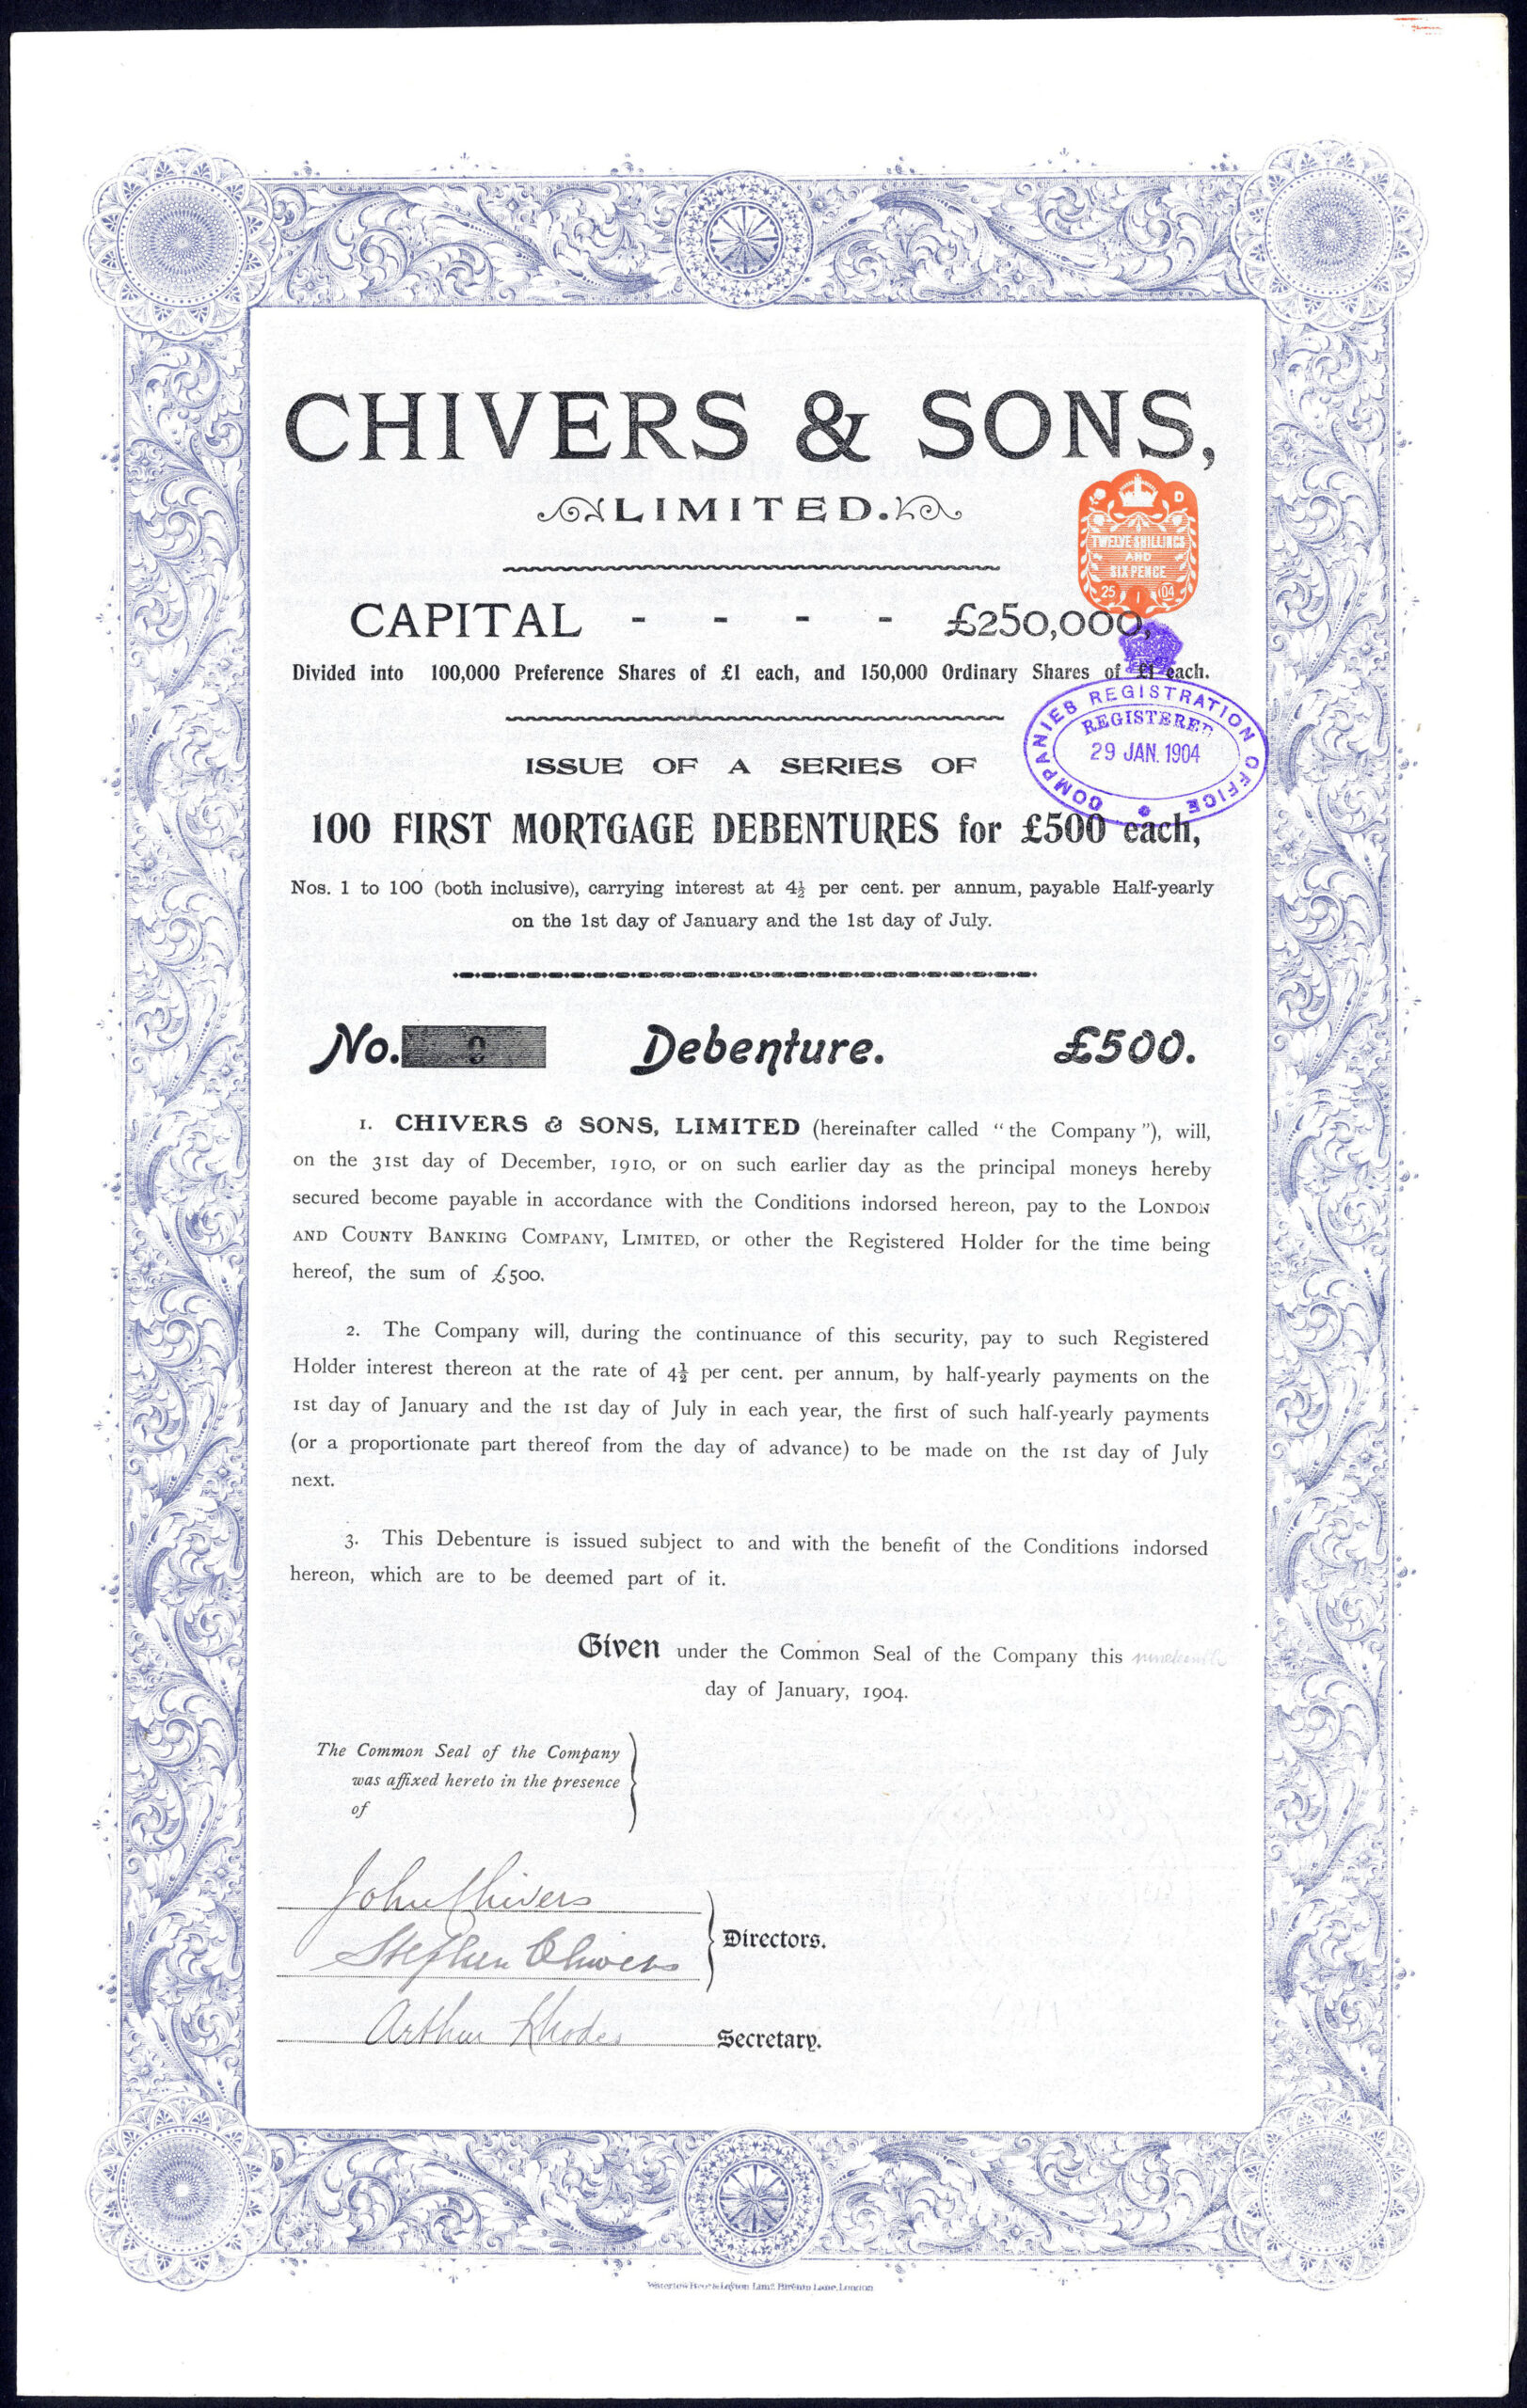 CHIVERS & SONS,
LIMITED.
TWELVE SHILLINGS
AND
SIX PENCE
25 1 04
D
CAPITAL - - - - £250,000,
Divided into 100,000 Preference Shares of £1 each, and 150,000 Ordinary Shares of £1 each.
COMPANIES REGISTRATION OFFICE
REGISTERED
29 JAN. 1904
ISSUE OF A SERIES OF
100 FIRST MORTGAGE DEBENTURES for £500 each,
Nos. 1 to 100 (both inclusive), carrying interest at 4½ per cent. per annum, payable Half-yearly
on the 1st day of January and the 1st day of July.
No. Debenture. £500.
1. CHIVERS & SONS, LIMITED (hereinafter called "the Company"), will,
on the 31st day of December, 1910, or on such earlier day as the principal moneys hereby
secured become payable in accordance with the Conditions indorsed hereon, pay to the LONDON
AND COUNTY BANKING COMPANY, LIMITED, or other the Registered Holder for the time being
hereof, the sum of £500.
2. The Company will, during the continuance of this security, pay to such Registered
Holder interest thereon at the rate of 4½ per cent. per annum, by half-yearly payments on the
1st day of January and the 1st day of July in each year, the first of such half-yearly payments
(or a proportionate part thereof from the day of advance) to be made on the 1st day of July
next.
3. This Debenture is issued subject to and with the benefit of the Conditions indorsed
hereon, which are to be deemed part of it.
Given under the Common Seal of the Company this nineteenth
day of January, 1904.
The Common Seal of the Company
was affixed hereto in the presence
of
John Chivers
Stephen Chivers
Directors.
Arthur Rhodes Secretary.
London